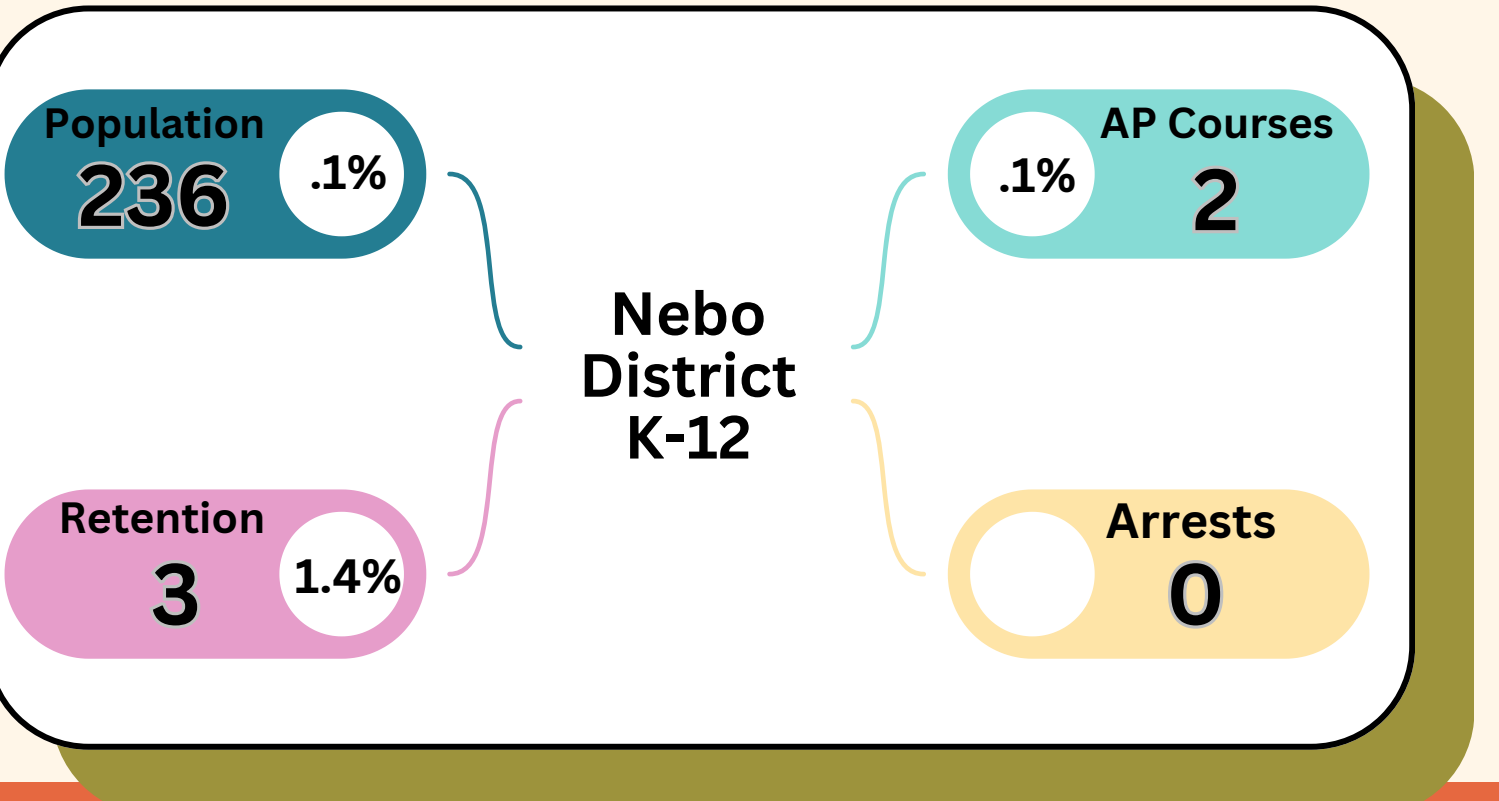 Population
236
.1%
AP Courses
2
.1%
Nebo
District
K-12
Retention
3
1.4%
Arrests
0